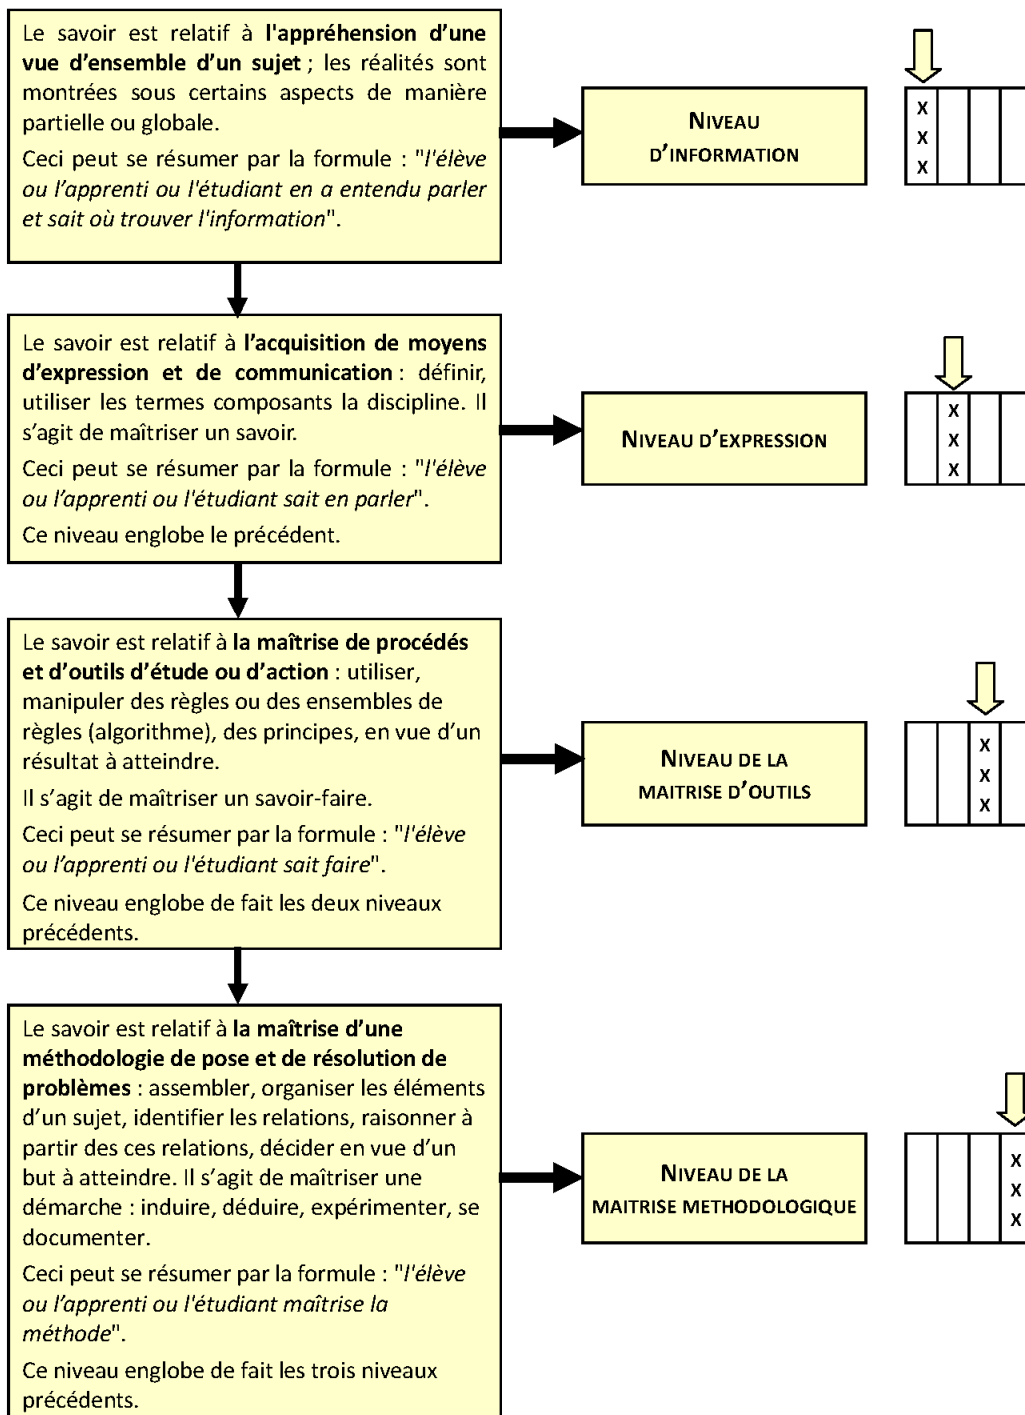 Le savoir est relatif à l'appréhension d'une
vue d'ensemble d'un sujet ; les réalités sont
montrées sous certains aspects de manière
partielle ou globale.
Ceci peut se résumer par la formule : "l'élève
ou l'apprenti ou l'étudiant en a entendu parler
et sait où trouver l'information".
NIVEAU
D'INFORMATION
X
X
X
Le savoir est relatif à l'acquisition de moyens
d'expression et de communication : définir,
utiliser les termes composants la discipline. Il
s'agit de maîtriser un savoir.
Ceci peut se résumer par la formule : "l'élève
ou l'apprenti ou l'étudiant sait en parler".
Ce niveau englobe le précédent.
NIVEAU D'EXPRESSION
X
X
X
Le savoir est relatif à la maîtrise de procédés
et d'outils d'étude ou d'action : utiliser,
manipuler des règles ou des ensembles de
règles (algorithme), des principes, en vue d'un
résultat à atteindre.
Il s'agit de maîtriser un savoir-faire.
Ceci peut se résumer par la formule : "l'élève
ou l'apprenti ou l'étudiant sait faire".
Ce niveau englobe de fait les deux niveaux
précédents.
NIVEAU DE LA
MAITRISE D'OUTILS
X
X
X
Le savoir est relatif à la maîtrise d'une
méthodologie de pose et de résolution de
problèmes : assembler, organiser les éléments
d'un sujet, identifier les relations, raisonner à
partir des ces relations, décider en vue d'un
but à atteindre. Il s'agit de maîtriser une
démarche : induire, déduire, expérimenter, se
documenter.
Ceci peut se résumer par la formule : "l'élève
ou l'apprenti ou l'étudiant maîtrise la
méthode".
Ce niveau englobe de fait les trois niveaux
précédents.
NIVEAU DE LA
MAITRISE METHODOLOGIQUE
X
X
X